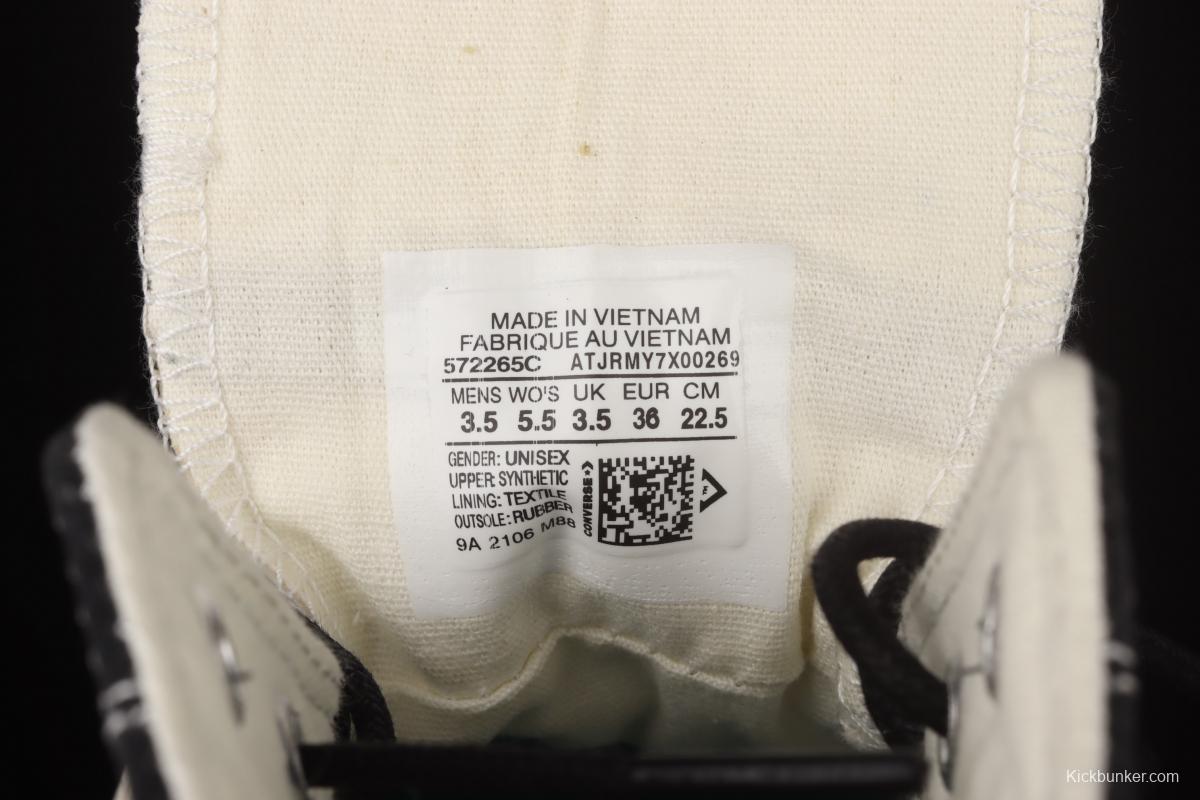 MADE IN VIETNAM
FABRIQUE AU VIETNAM
572265C ATJRMY7X00269
MENS WO'S UK EUR CM
3.5 5.5 3.5 36 22.5
GENDER: UNISEX
UPPER: SYNTHETIC
LINING: TEXTILE
OUTSOLE: RUBBER
9A 2106 M88
CONVERSE
E
Kickbunker.com